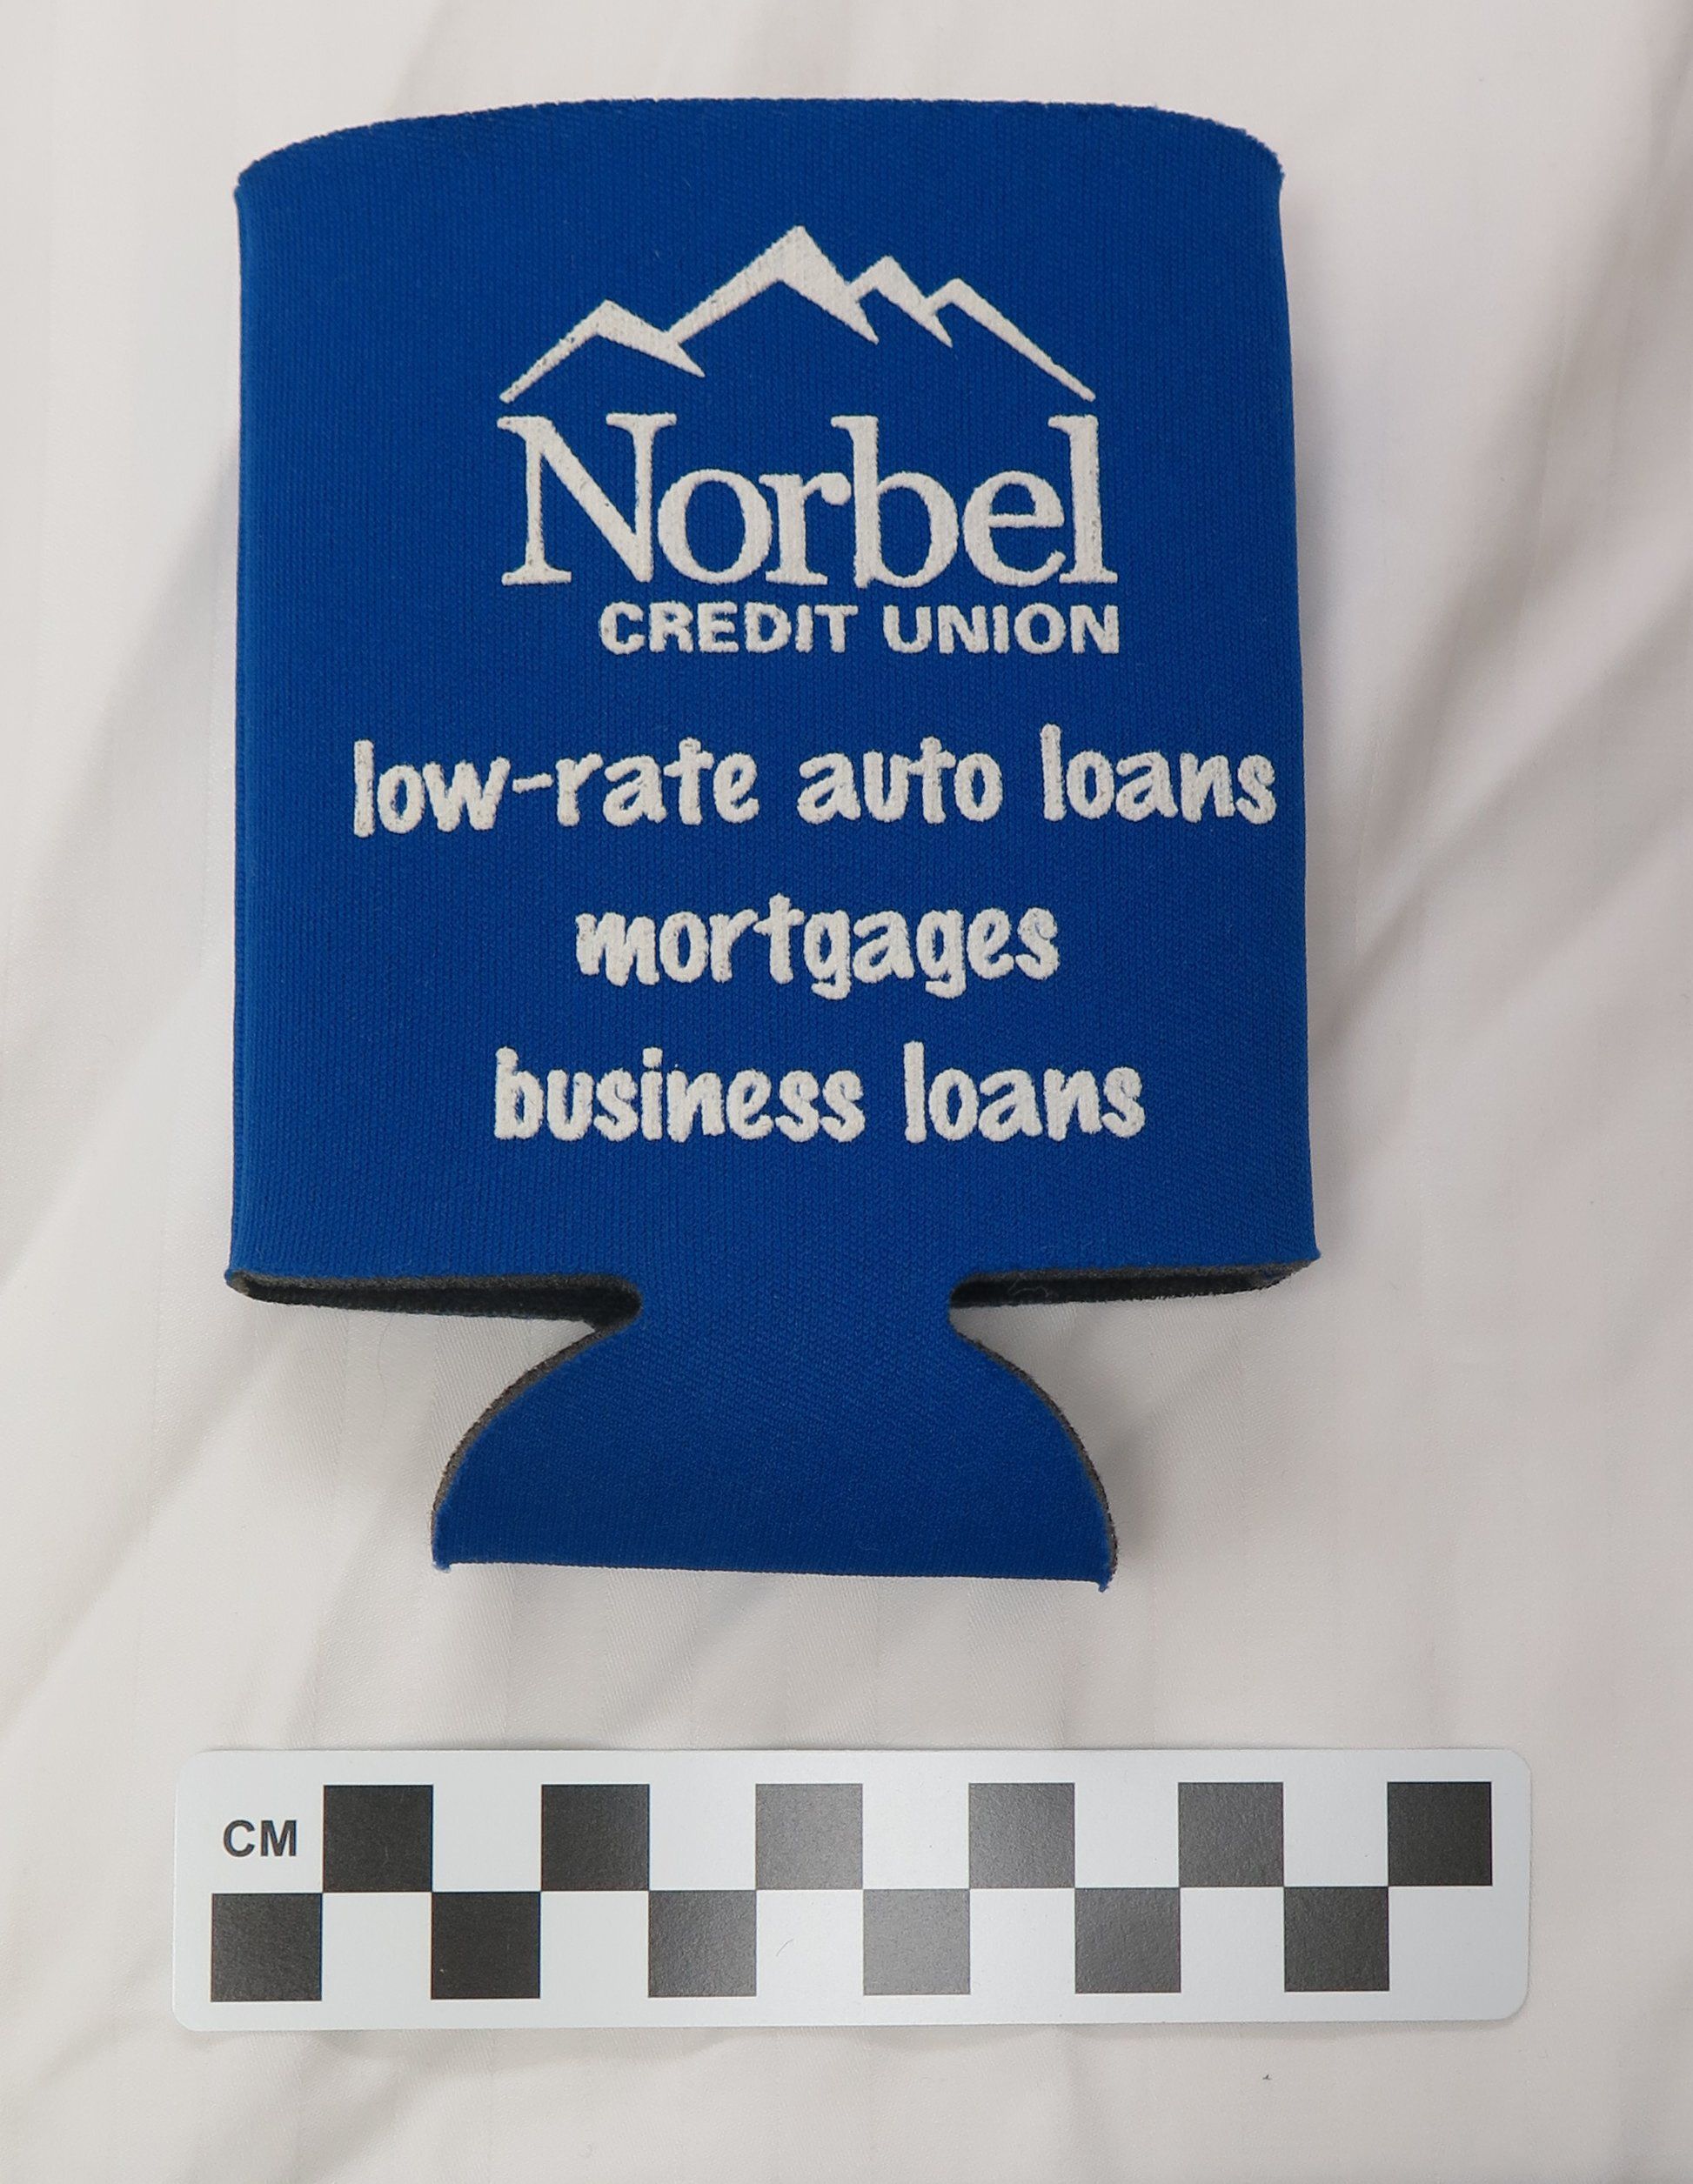 Norbel
CREDIT UNION
low-rate auto loans
mortgages
business loans
CM